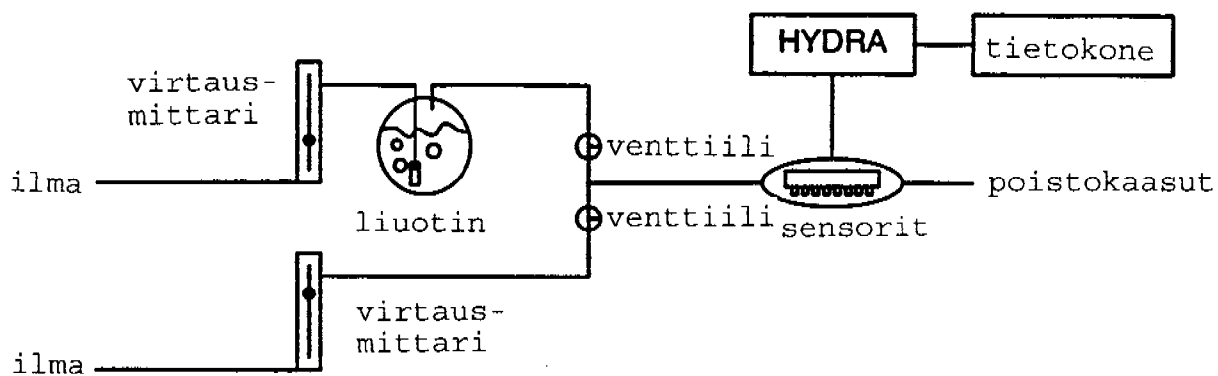 HYDRA
tietokone
virtaus-
mittari
venttiili
ilma
poistokaasut
liuotin
venttiili
sensorit
virtaus-
mittari
ilma